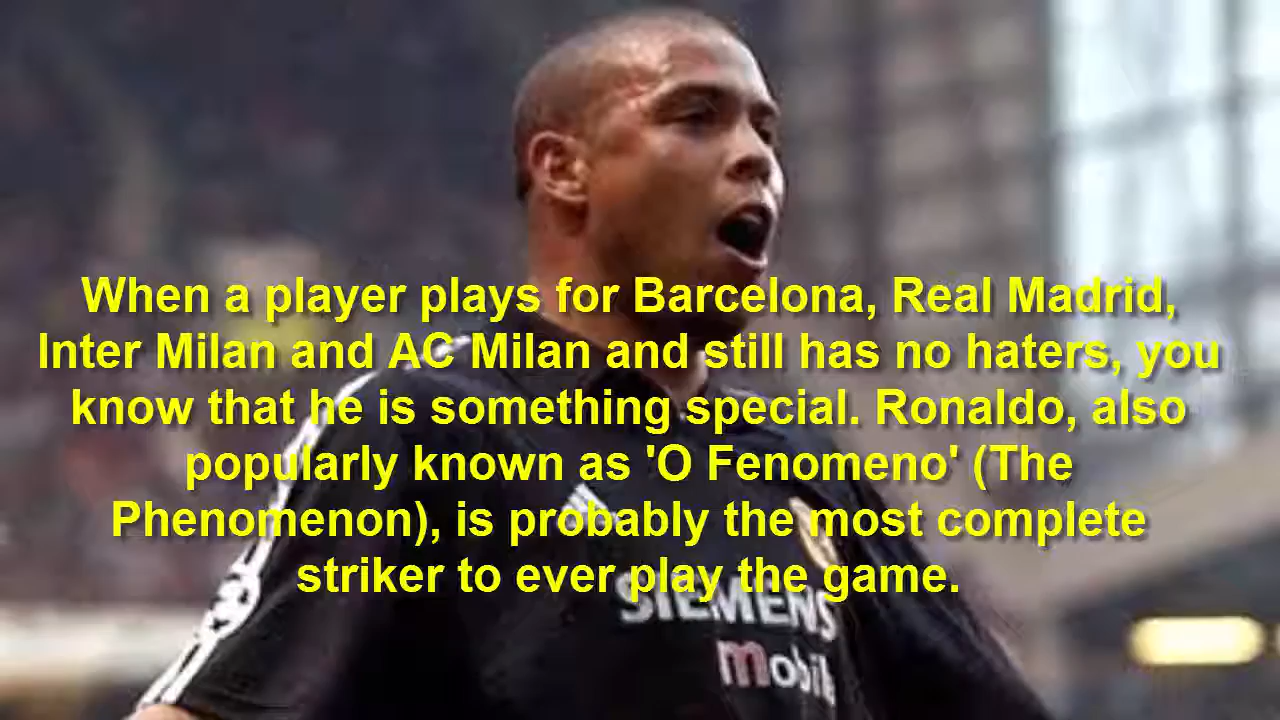 When a player plays for Barcelona, Real Madrid,
Inter Milan and AC Milan and still has no haters, you
know that he is something special. Ronaldo, also
popularly known as 'O Fenomeno' (The
Phenomenon), is probably the most complete
striker to ever play the game.
SIEMENS
mobile